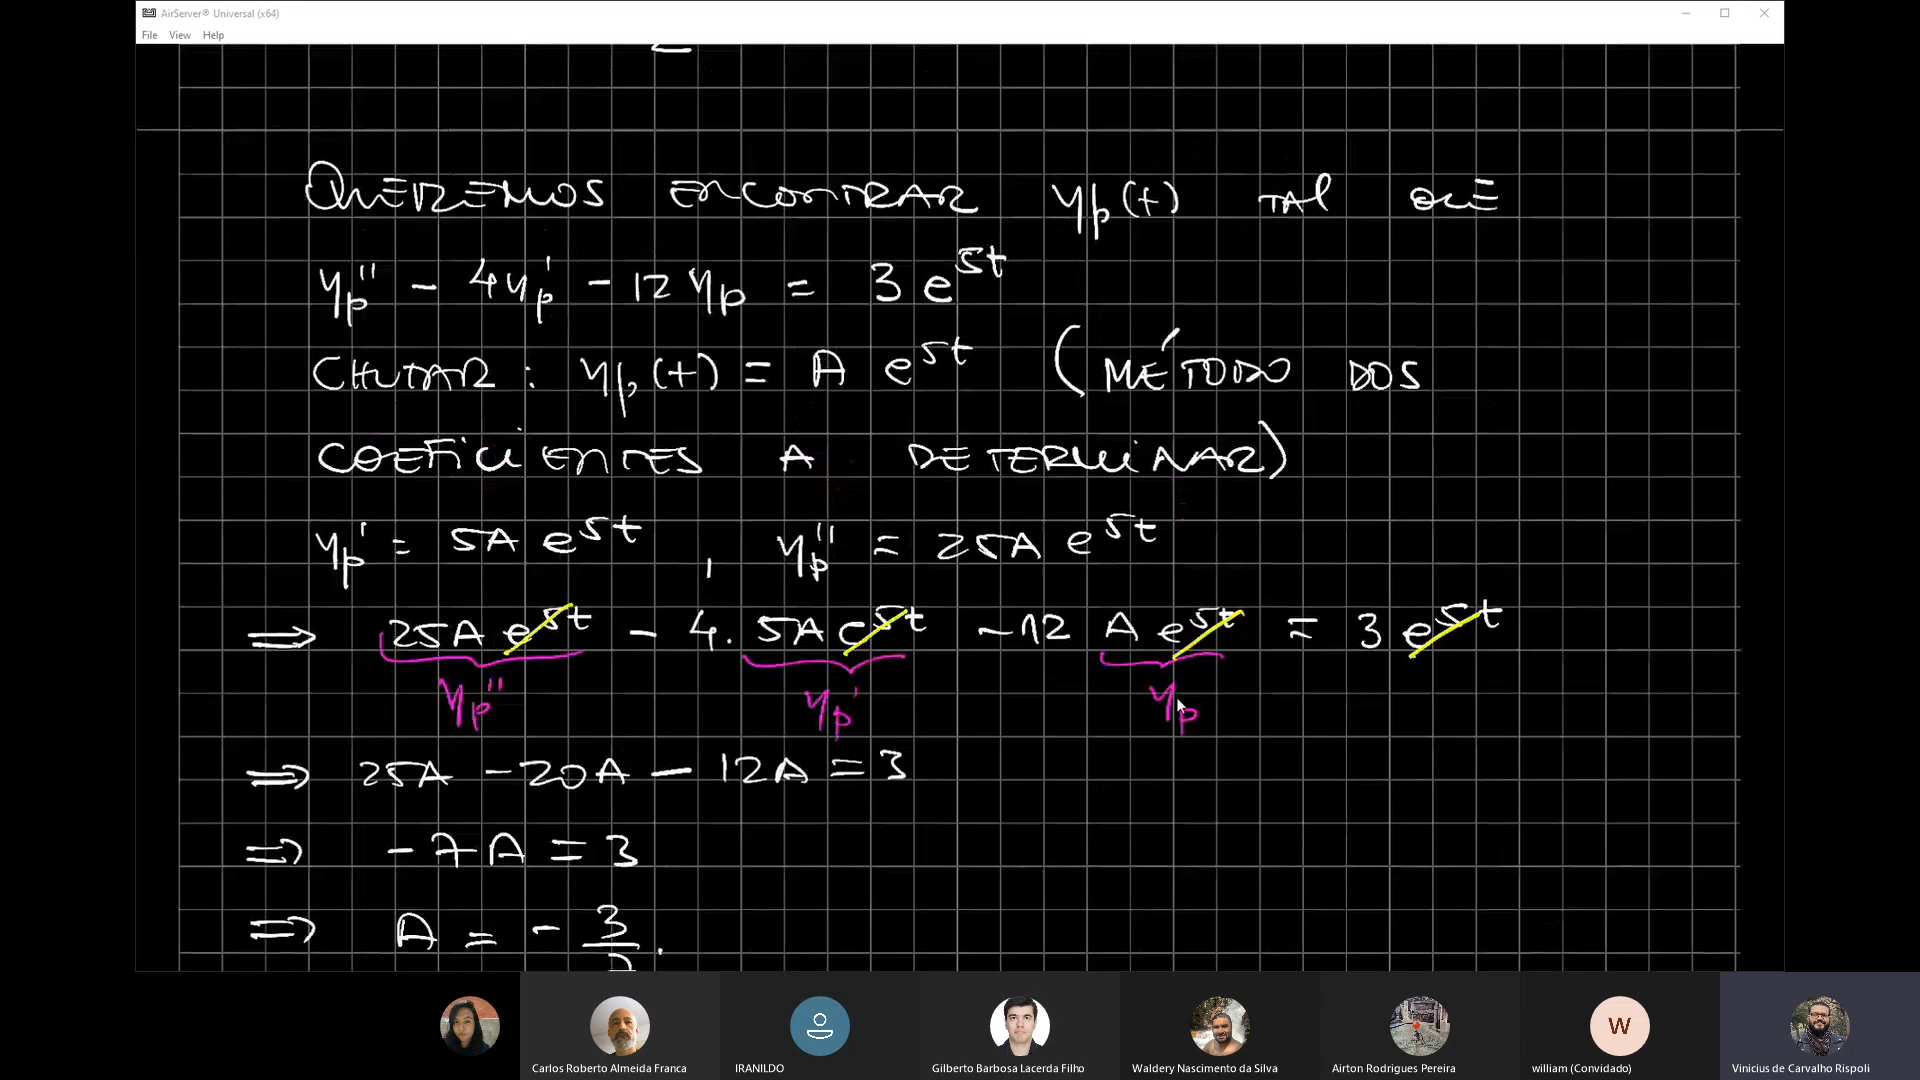 AirServer® Universal (x64)
File View Help
QUEREMOS ENCONTRAR yp(t) TAL QUE
yp'' - 4yp' - 12 yp = 3 e^5t
CHUTAR: yp(t) = A e^5t (MÉTODO DOS
COEFICIENTES A DETERMINAR)
yp' = 5A e^5t , yp'' = 25A e^5t
⇒ 25A e^5t - 4. 5A e^5t - 12 A e^5t = 3 e^5t
yp'' yp' yp
⇒ 25A - 20A - 12A = 3
⇒ -7A = 3
⇒ A = - 3/7.
W
Carlos Roberto Almeida Franca IRANILDO Gilberto Barbosa Lacerda Filho Waldery Nascimento da Silva Airton Rodrigues Pereira william (Convidado) Vinicius de Carvalho Rispoli